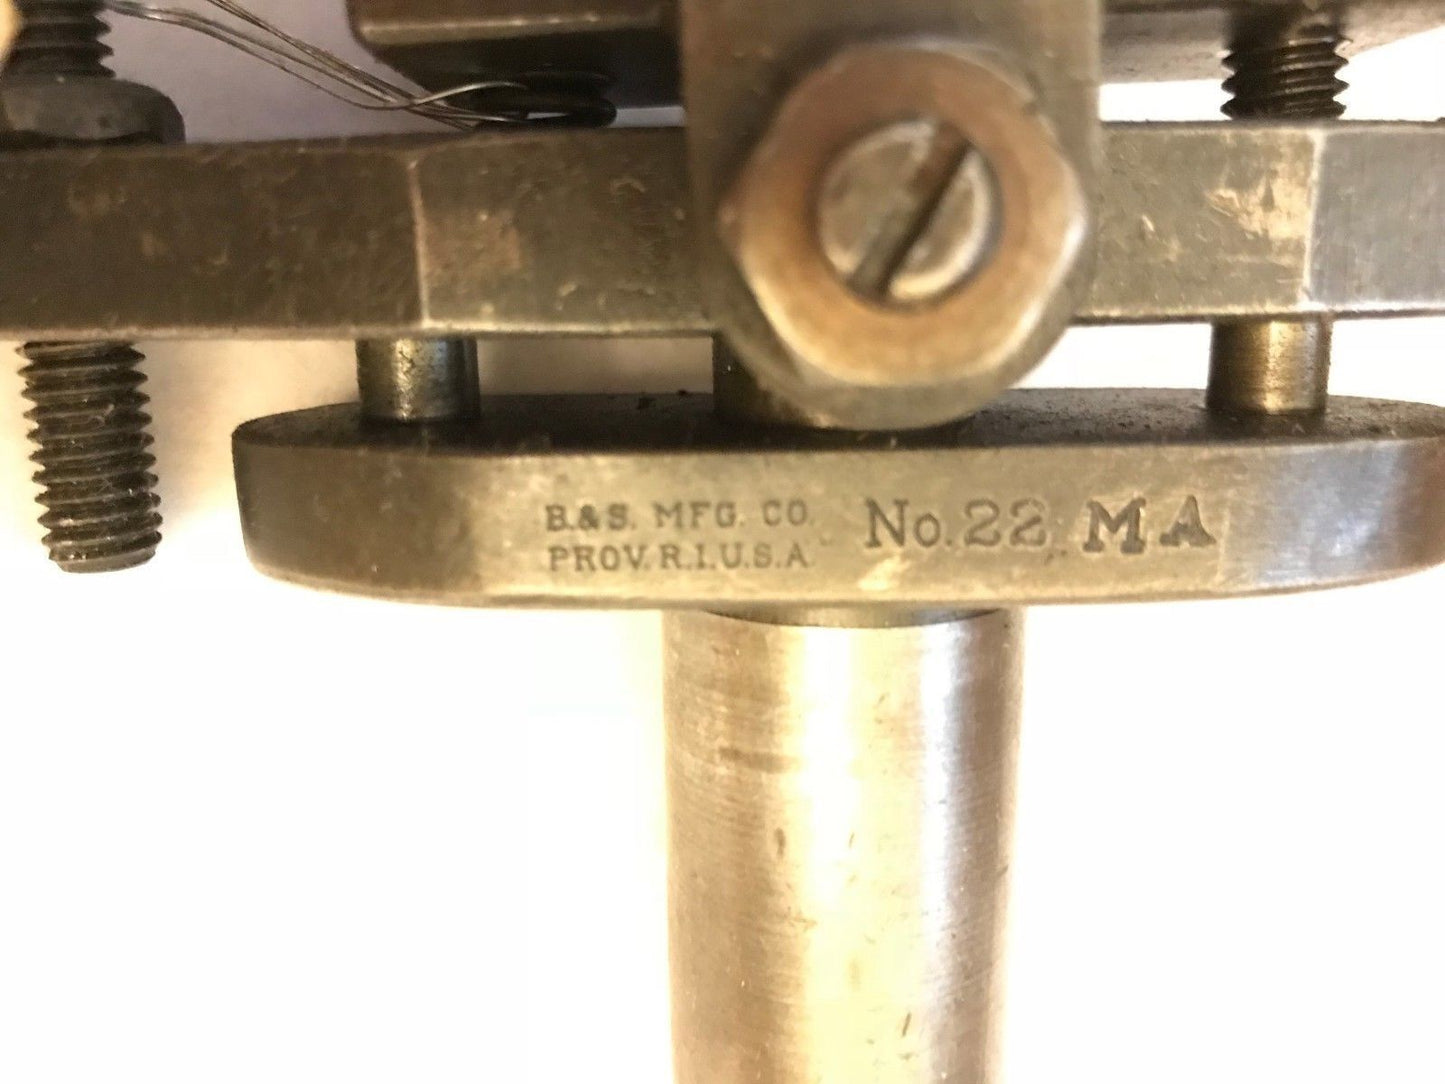 B.& S. MFG. CO.
PROV. R.I. U.S.A.
No. 22 MA